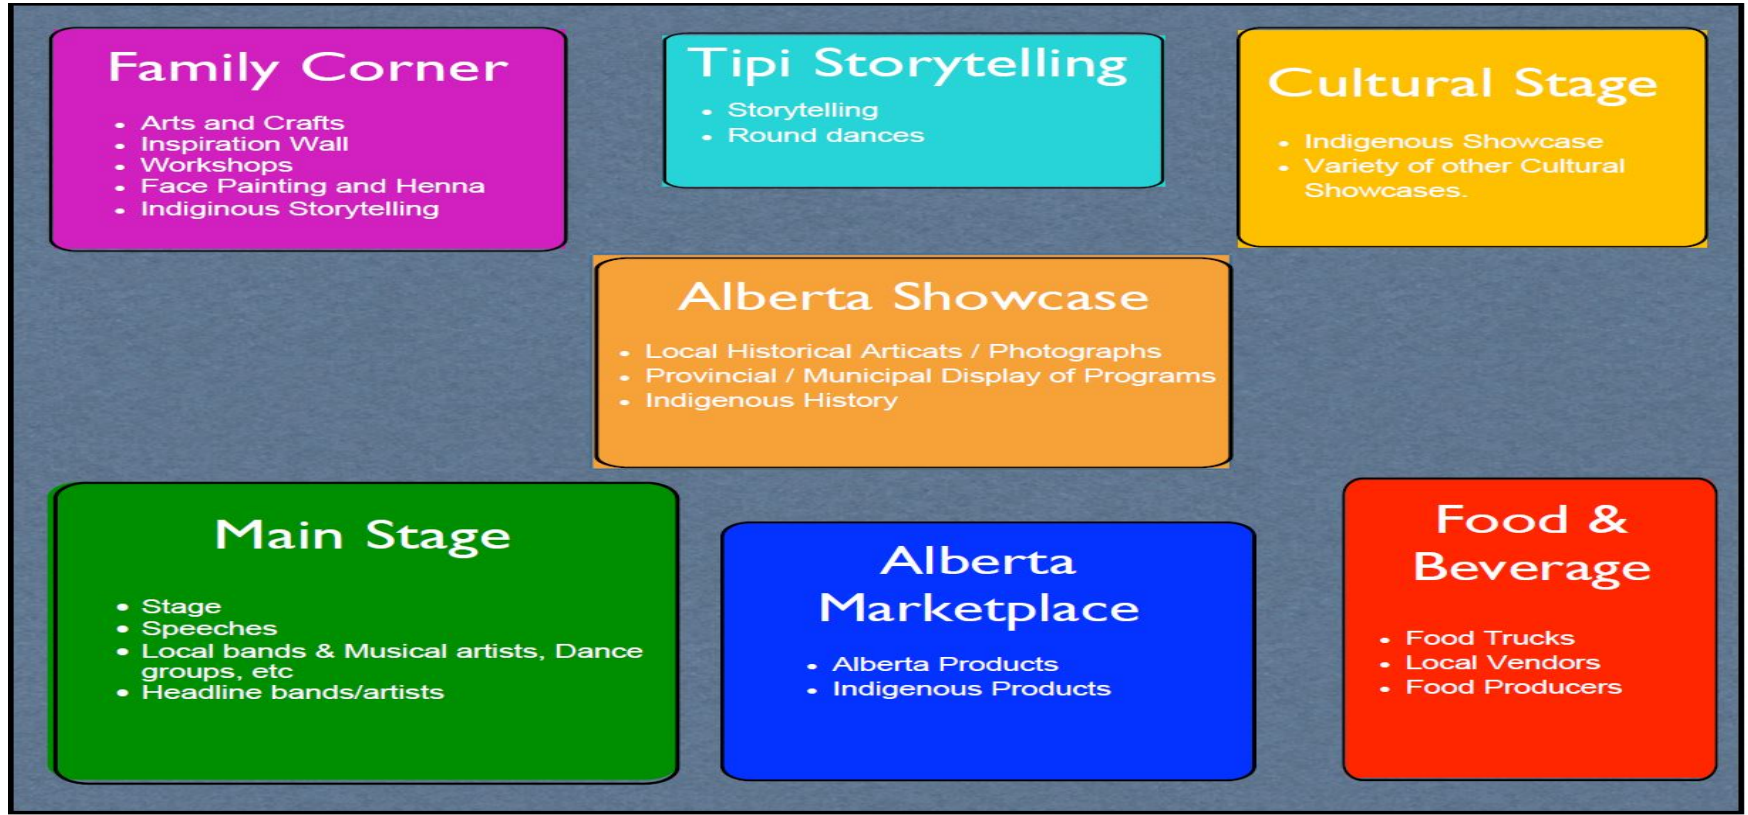 Family Corner
• Arts and Crafts
• Inspiration Wall
• Workshops
• Face Painting and Henna
• Indiginous Storytelling
Tipi Storytelling
• Storytelling
• Round dances
Cultural Stage
• Indigenous Showcase
• Variety of other Cultural
Showcases.
Alberta Showcase
• Local Historical Articats / Photographs
• Provincial / Municipal Display of Programs
• Indigenous History
Main Stage
• Stage
• Speeches
• Local bands & Musical artists, Dance
groups, etc
• Headline bands/artists
Alberta
Marketplace
• Alberta Products
• Indigenous Products
Food &
Beverage
• Food Trucks
• Local Vendors
• Food Producers